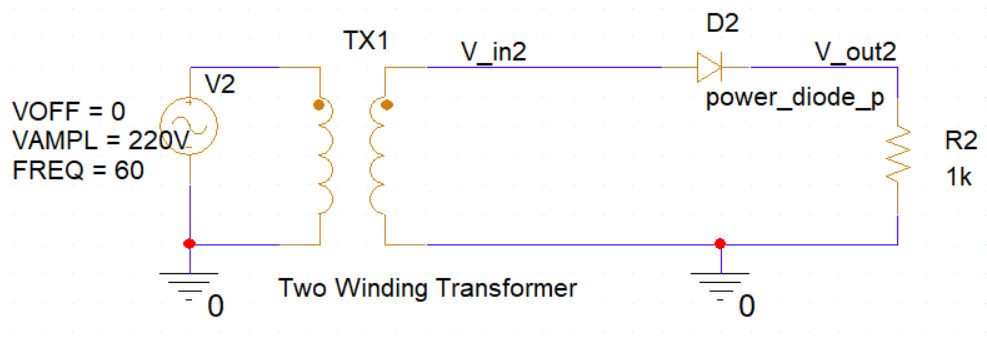 D2
TX1
V_in2
V_out2
V2
power_diode_p
VOFF = 0
VAMPL = 220V
FREQ = 60
R2
1k
Two Winding Transformer
0
0